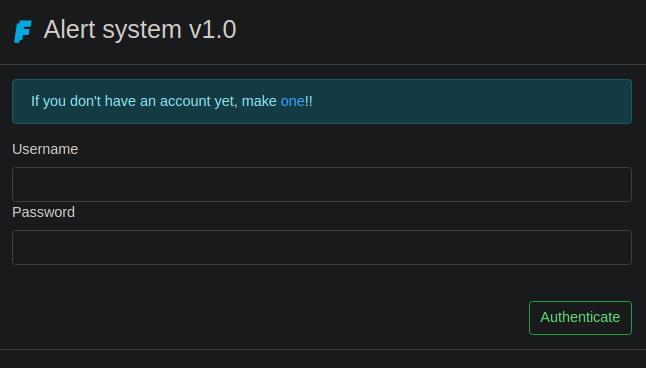 Alert system v1.0
If you don't have an account yet, make one!!
Username
Password
Authenticate